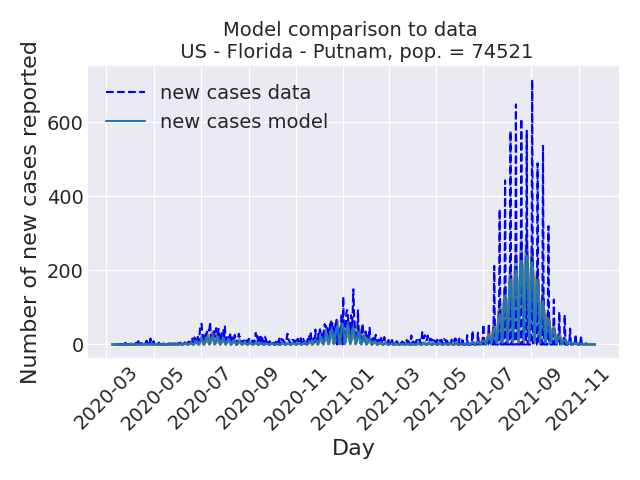 Model comparison to data
US - Florida - Putnam, pop. = 74521
Number of new cases reported
new cases data
new cases model
600
400
200
0
2020-03
2020-05
2020-07
2020-09
2020-11
2021-01
2021-03
2021-05
2021-07
2021-09
2021-11
Day